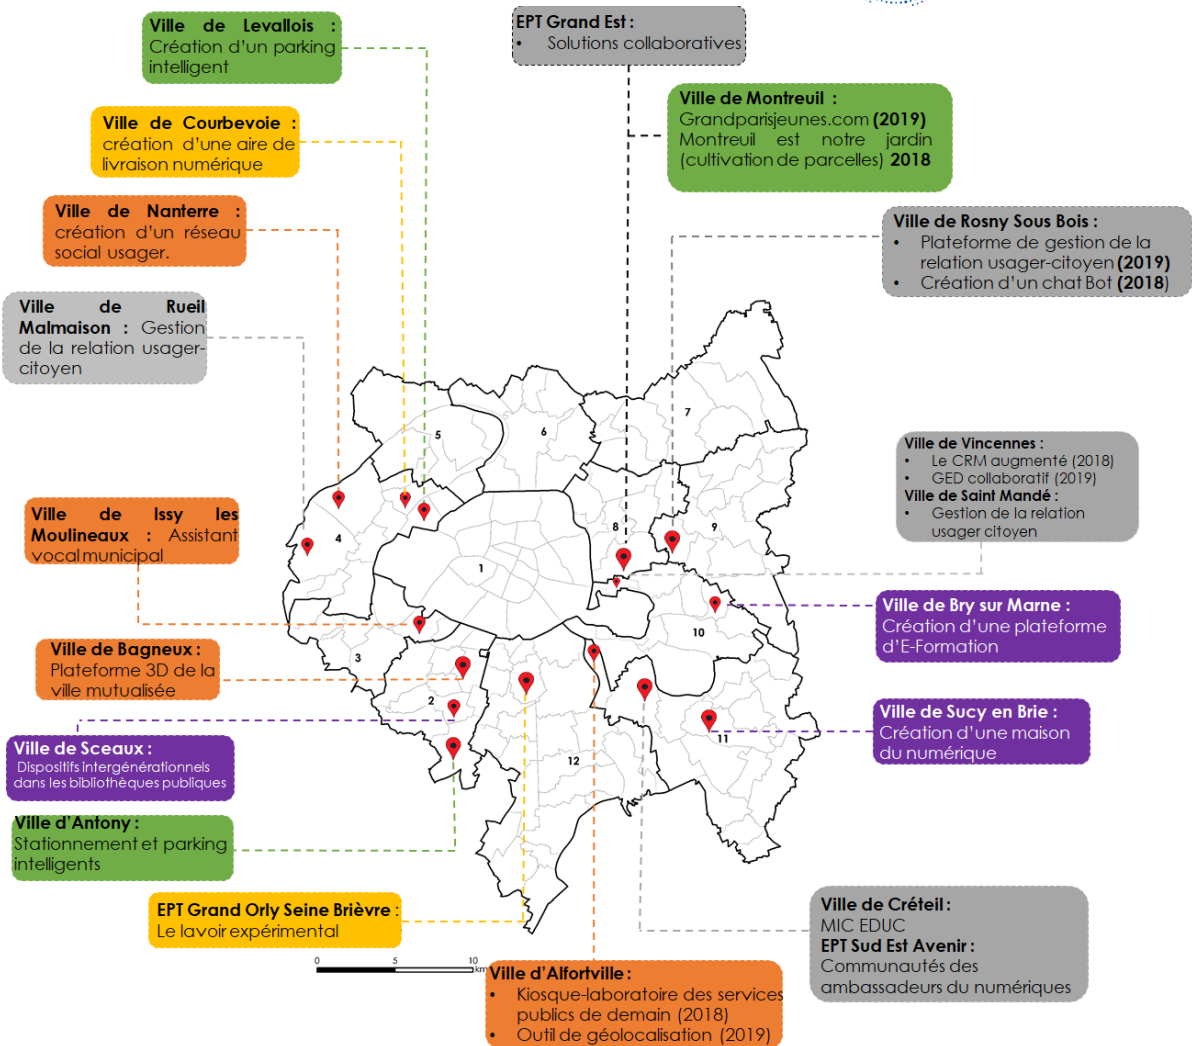 Ville de Levallois :
Création d'un parking
intelligent
EPT Grand Est :
• Solutions collaboratives
Ville de Montreuil :
Grandparisjeunes.com (2019)
Montreuil est notre jardin
(cultivation de parcelles) 2018
Ville de Courbevoie :
création d'une aire de
livraison numérique
Ville de Nanterre :
création d'un réseau
social usager.
Ville de Rosny Sous Bois :
• Plateforme de gestion de la
relation usager-citoyen (2019)
• Création d'un chat Bot (2018)
Ville de Rueil
Malmaison : Gestion
de la relation usager-
citoyen
Ville de Vincennes :
• Le CRM augmenté (2018)
• GED collaboratif (2019)
Ville de Saint Mandé :
• Gestion de la relation
usager citoyen
Ville de Issy les
Moulineaux : Assistant
vocal municipal
Ville de Bry sur Marne :
Création d'une plateforme
d'E-Formation
Ville de Bagneux :
Plateforme 3D de la
ville mutualisée
Ville de Sucy en Brie :
Création d'une maison
du numérique
Ville de Sceaux :
Dispositifs intergénérationnels
dans les bibliothèques publiques
Ville d'Antony :
Stationnement et parking
intelligents
EPT Grand Orly Seine Brièvre :
Le lavoir expérimental
Ville de Créteil :
MIC EDUC
EPT Sud Est Avenir :
Communautés des
ambassadeurs du numériques
Ville d'Alfortville :
• Kiosque-laboratoire des services
publics de demain (2018)
• Outil de géolocalisation (2019)
7
5
6
8
9
4
1
10
3
2
11
12
0 5 10
km